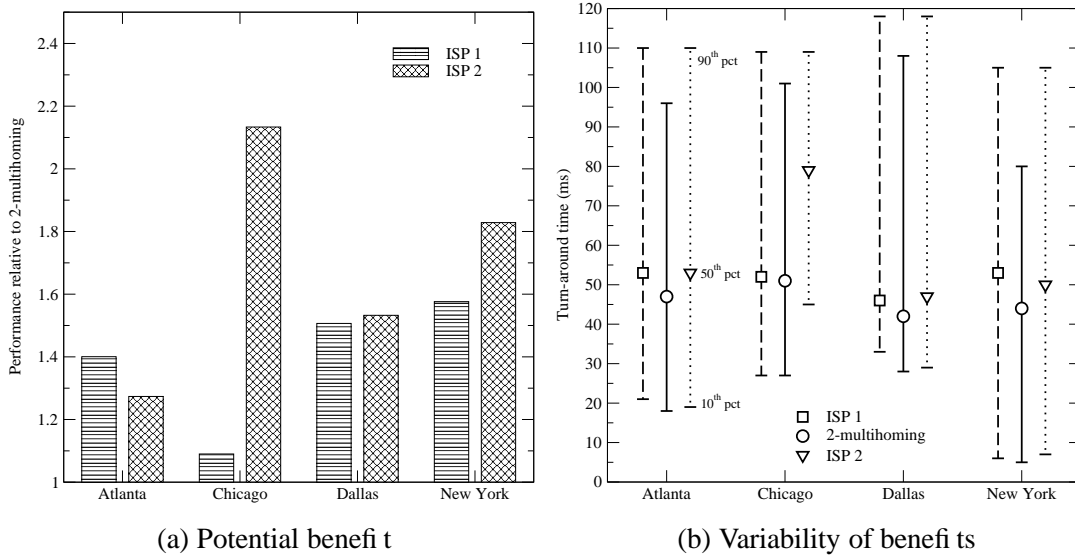 2.4
2.2
2
1.8
1.6
1.4
1.2
1
Performance relative to 2-multihoming
ISP 1
ISP 2
Atlanta Chicago Dallas New York
(a) Potential benefi t
120
110
100
90
80
70
60
50
40
30
20
10
0
Turn-around time (ms)
90th pct
50th pct
10th pct
ISP 1
2-multihoming
ISP 2
Atlanta Chicago Dallas New York
(b) Variability of benefi ts